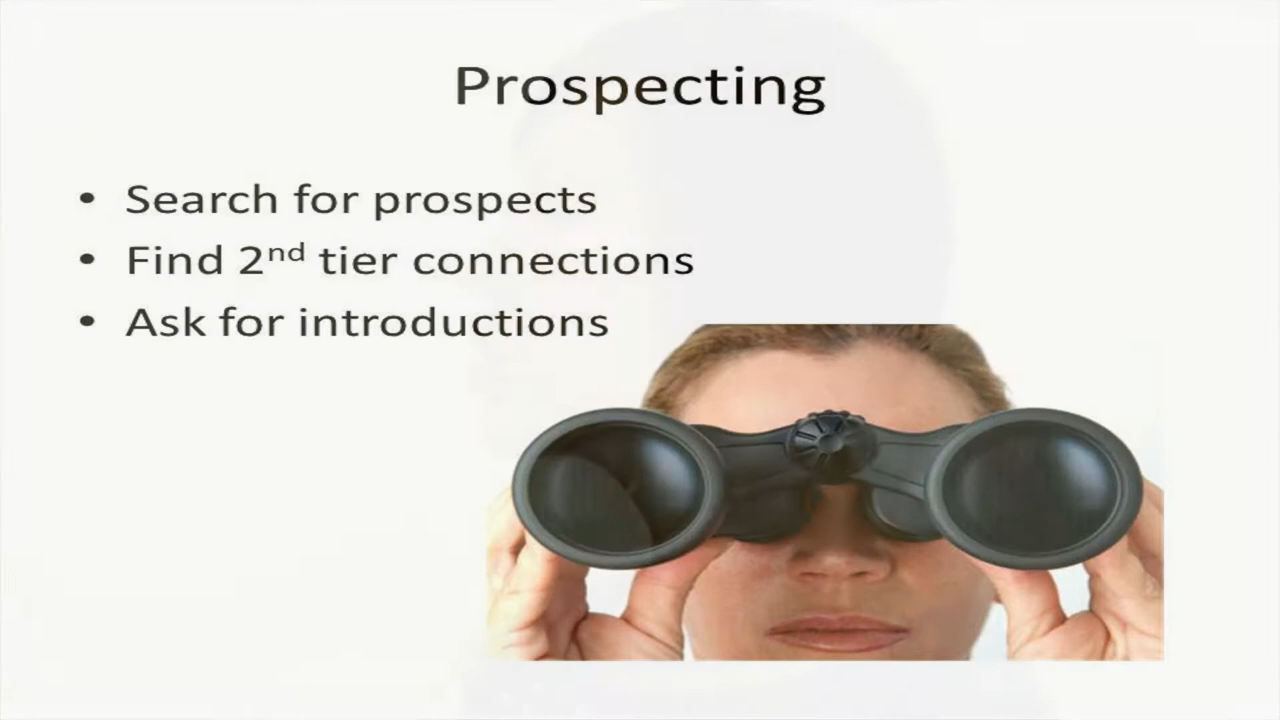 Prospecting
• Search for prospects
• Find 2nd tier connections
• Ask for introductions